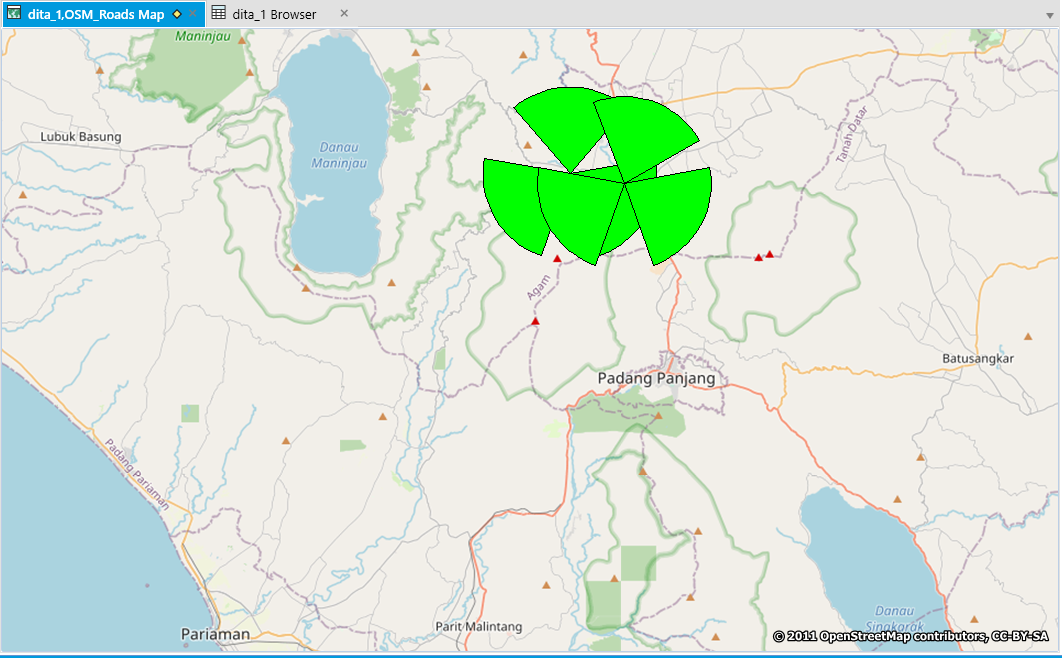 dita_1,OSM_Roads Map
dita_1 Browser
Maninjau
Lubuk Basung
Danau
Maninjau
Tanah Datar
Agam
Batusangkar
Padang Panjang
Padang Pariaman
Danau
Singkarak
Parit Malintang
Pariaman
© 2011 OpenStreetMap contributors, CC-BY-SA